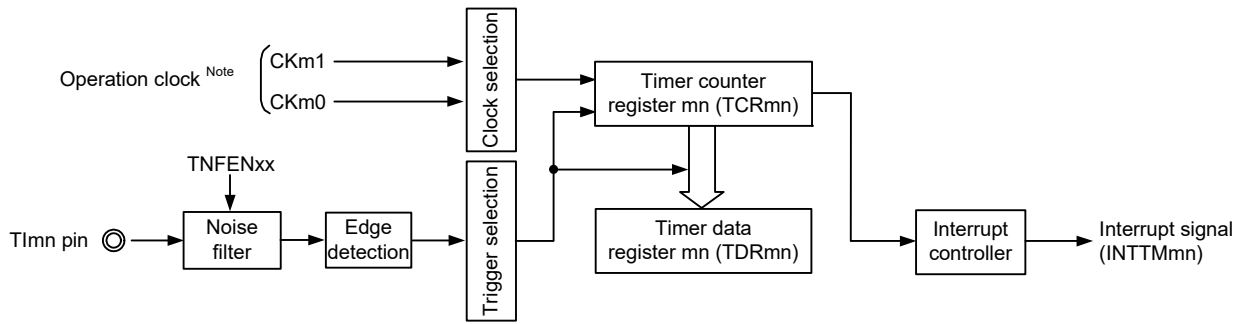 Operation clock Note
CKm1
CKm0
Clock selection
Timer counter
register mn (TCRmn)
TNFENxx
TImn pin
Noise
filter
Edge
detection
Trigger selection
Timer data
register mn (TDRmn)
Interrupt
controller
Interrupt signal
(INTTMmn)